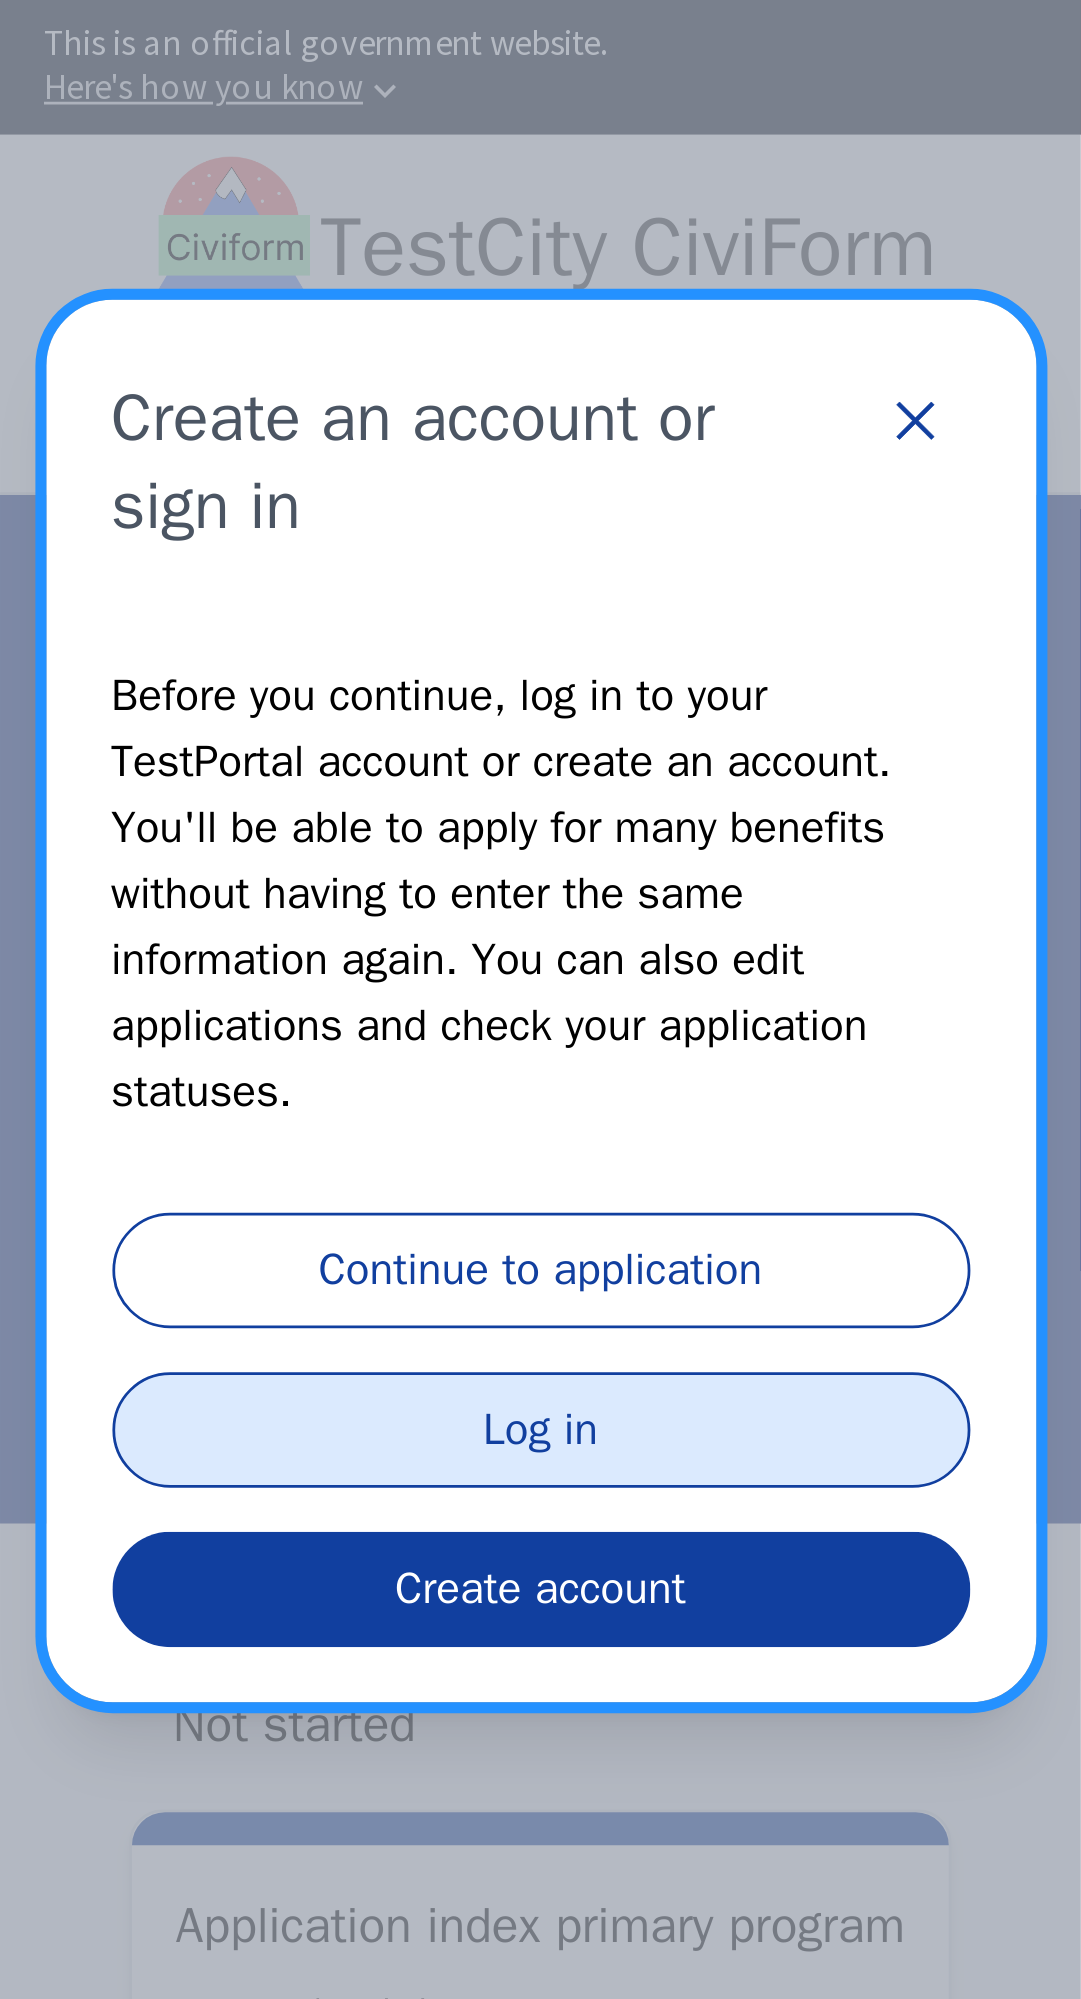 This is an official government website.
Here's how you know
Civiform
TestCity CiviForm
Create an account or
sign in
Before you continue, log in to your
TestPortal account or create an account.
You'll be able to apply for many benefits
without having to enter the same
information again. You can also edit
applications and check your application
statuses.
Continue to application
Log in
Create account
Not started
Application index primary program